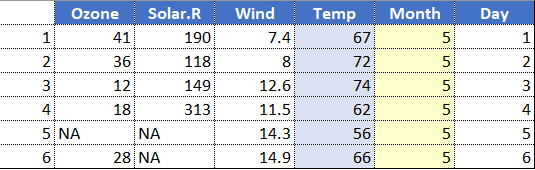 Ozone Solar.R Wind Temp Month Day
1 41 190 7.4 67 5 1
2 36 118 8 72 5 2
3 12 149 12.6 74 5 3
4 18 313 11.5 62 5 4
5 NA NA 14.3 56 5 5
6 28 NA 14.9 66 5 6